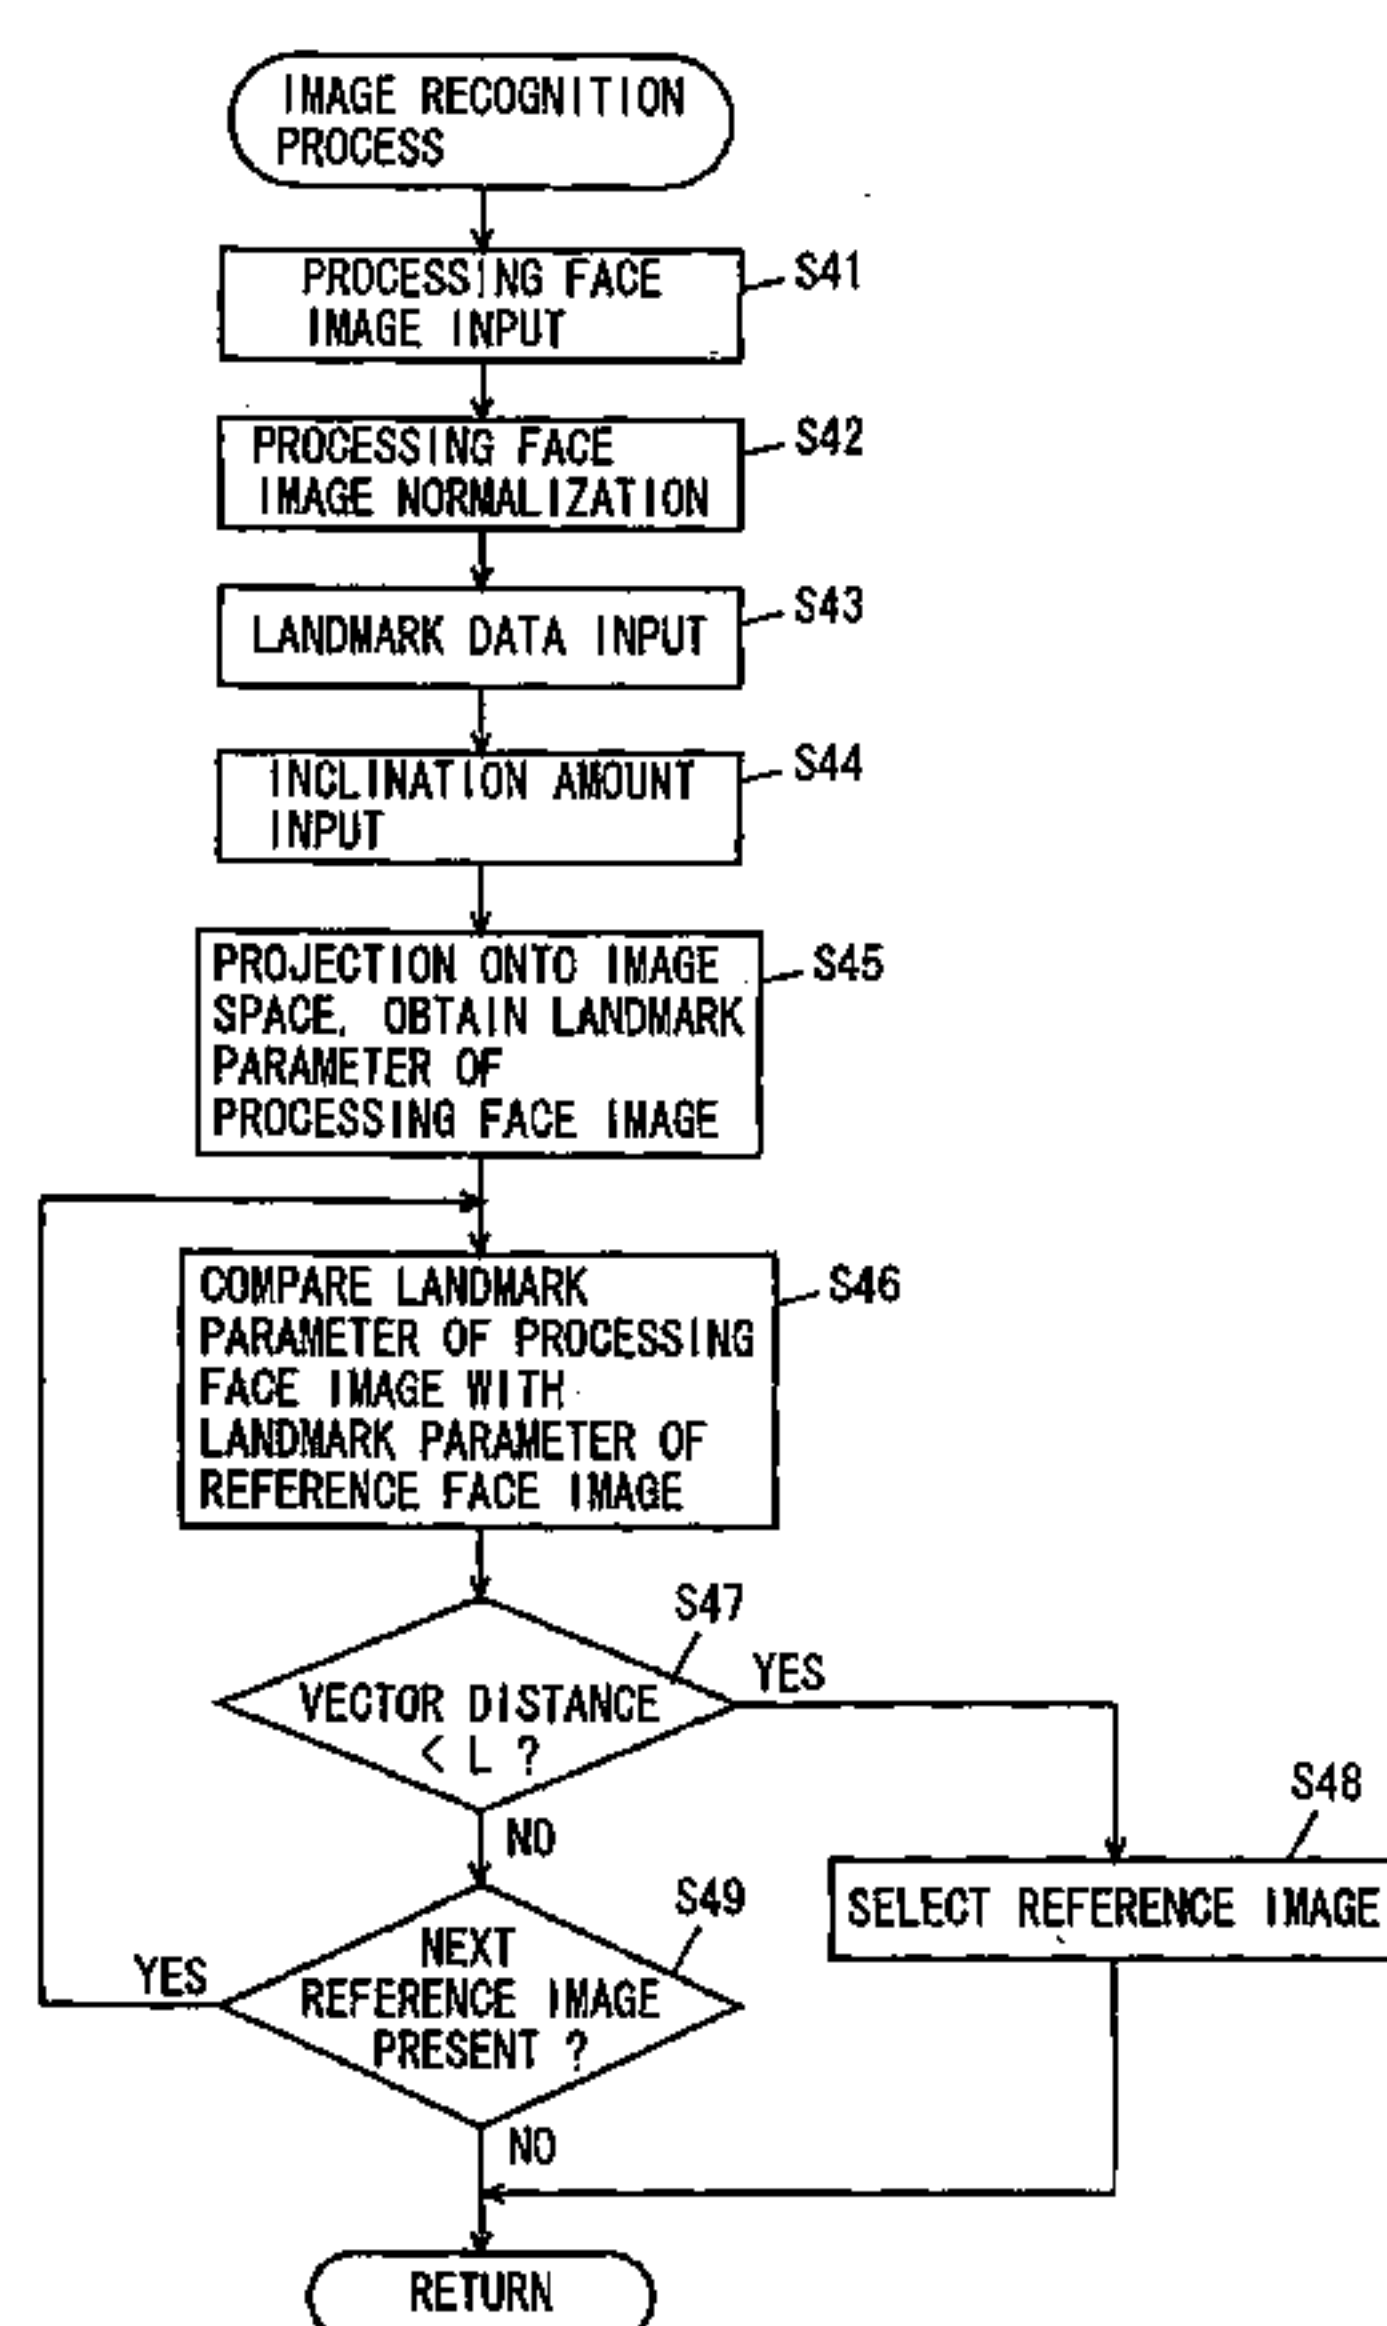 IMAGE RECOGNITION
PROCESS
PROCESSING FACE
IMAGE INPUT
S41
PROCESSING FACE
IMAGE NORMALIZATION
S42
LANDMARK DATA INPUT
S43
INCLINATION AMOUNT
INPUT
S44
PROJECTION ONTO IMAGE
SPACE, OBTAIN LANDMARK
PARAMETER OF
PROCESSING FACE IMAGE
S45
COMPARE LANDMARK
PARAMETER OF PROCESSING
FACE IMAGE WITH
LANDMARK PARAMETER OF
REFERENCE FACE IMAGE
S46
S47
VECTOR DISTANCE
< L ?
YES
NO
S48
SELECT REFERENCE IMAGE
S49
NEXT
REFERENCE IMAGE
PRESENT ?
YES
NO
RETURN